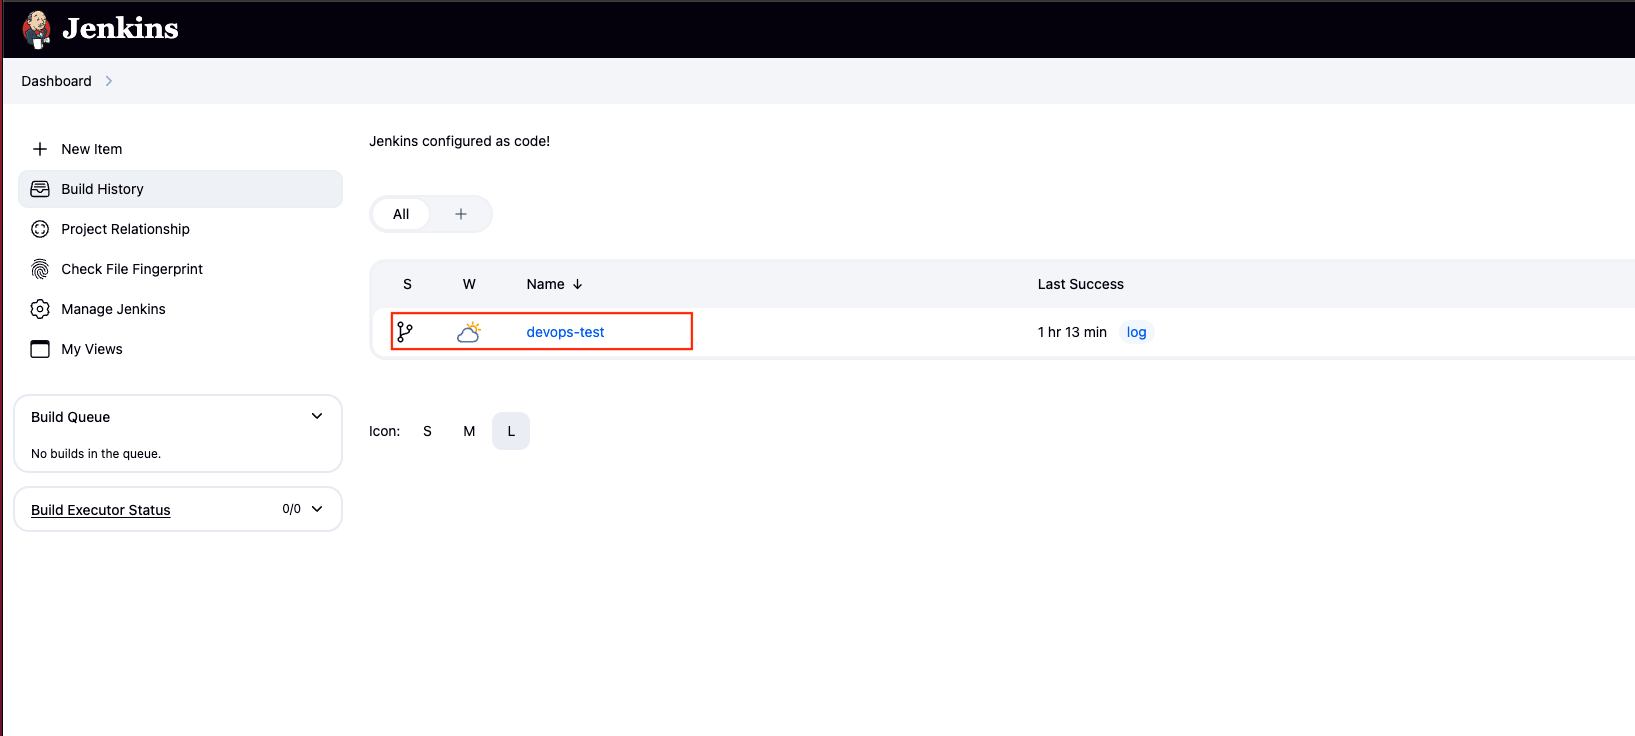 Jenkins
Dashboard
New Item
Build History
Project Relationship
Check File Fingerprint
Manage Jenkins
My Views
Build Queue
No builds in the queue.
Build Executor Status 0/0
Jenkins configured as code!
All
S W Name ↓ Last Success
devops-test 1 hr 13 min log
Icon: S M L